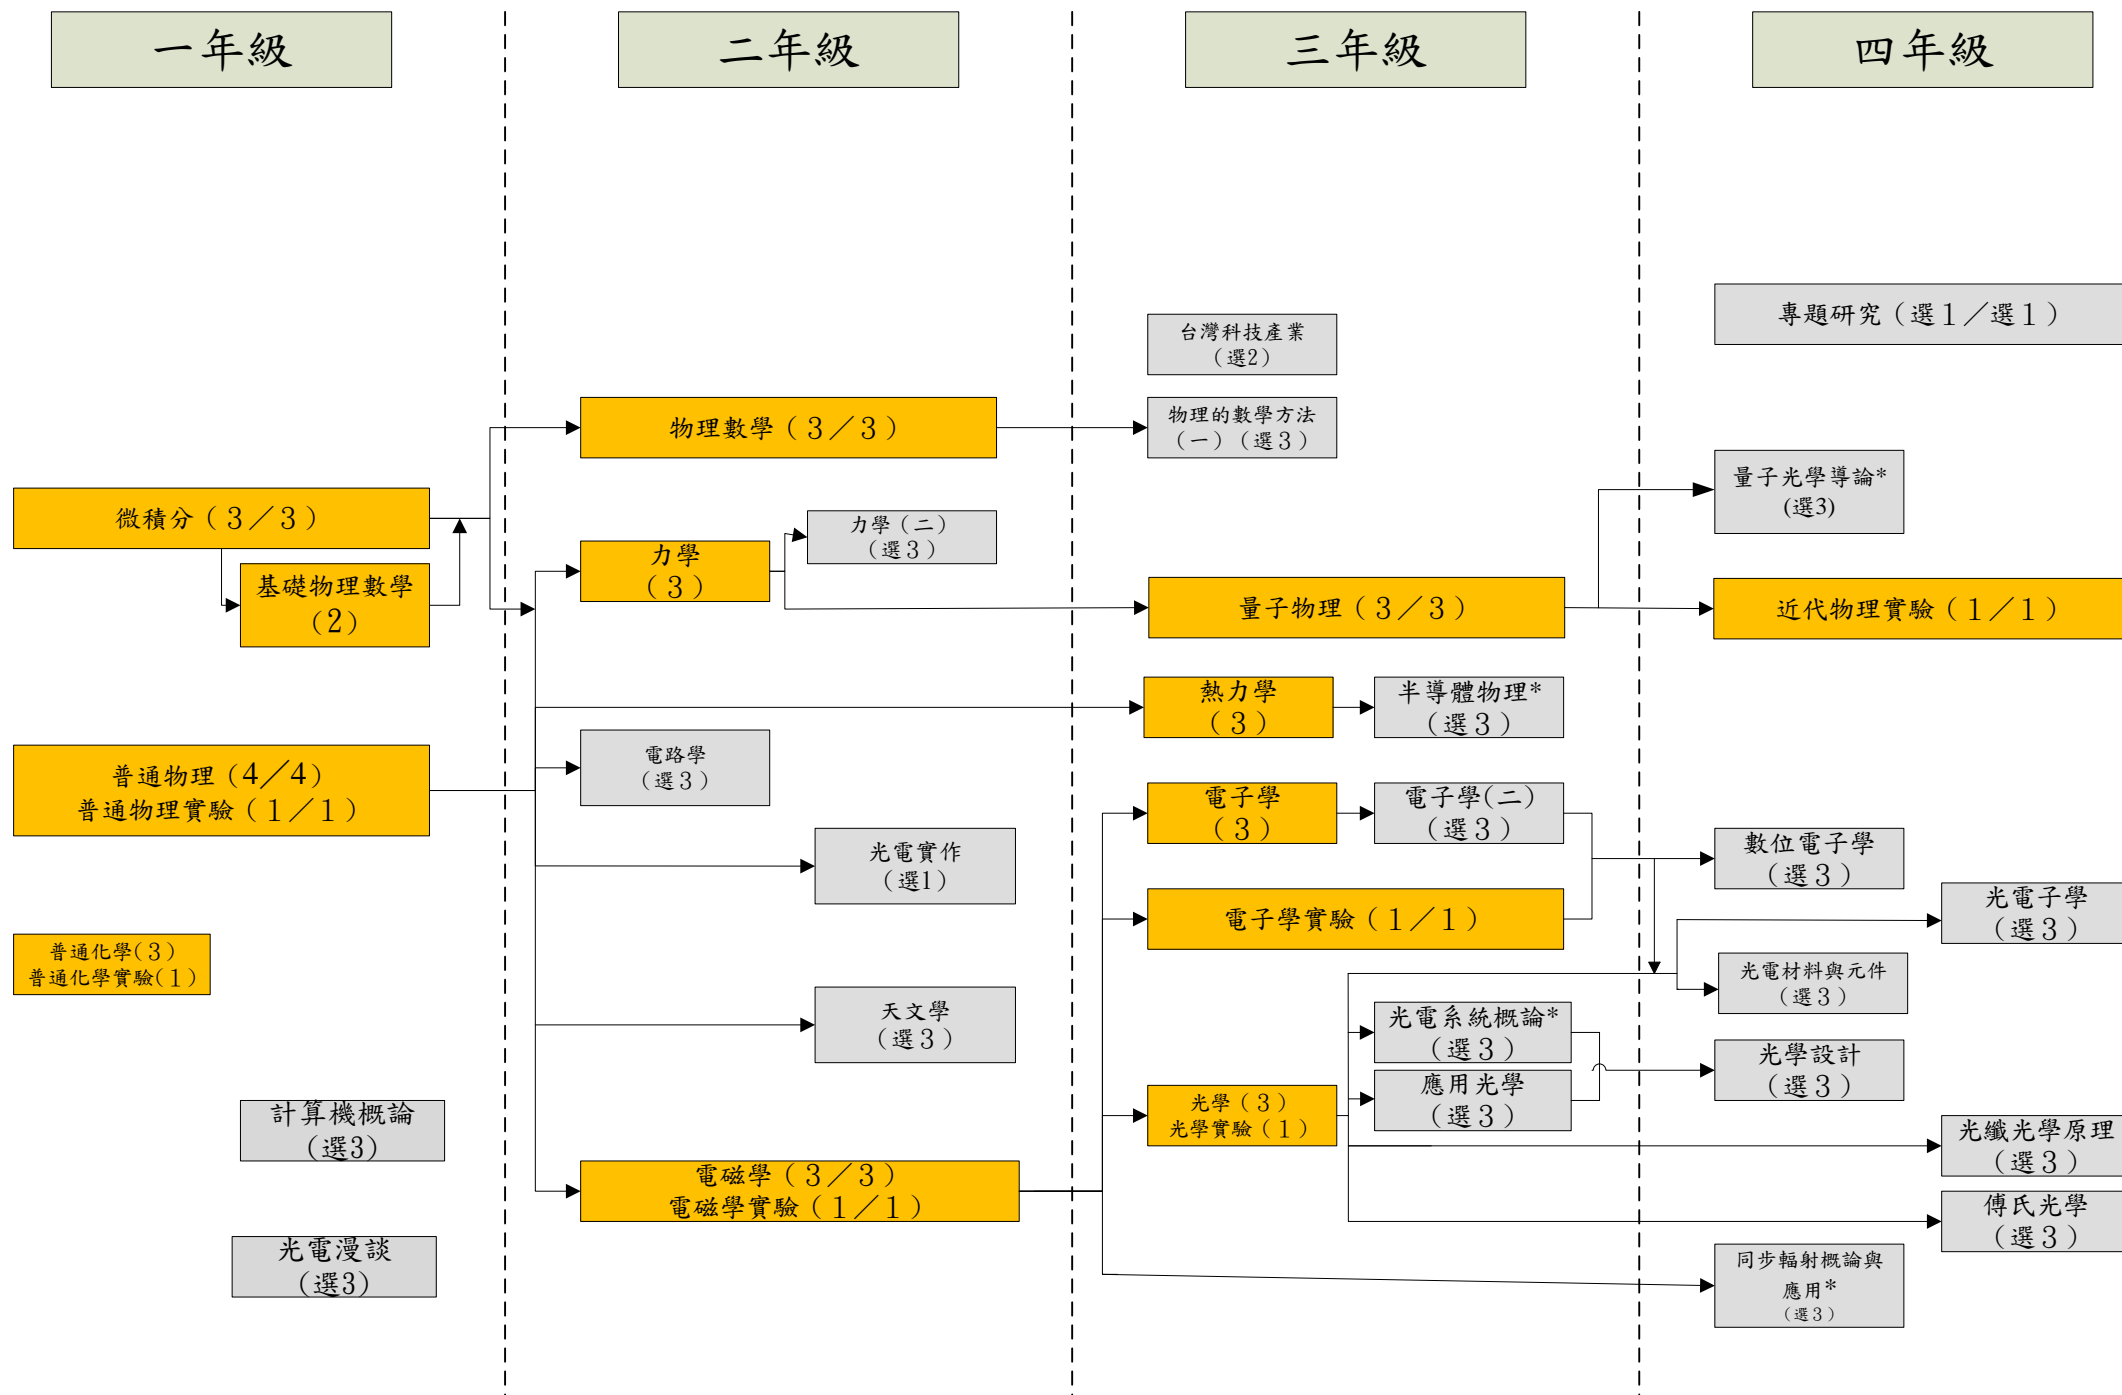 一年級
二年級
三年級
四年級
專題研究（選１／選１）
台灣科技產業
（選2）
物理數學（３／３）
物理的數學方法
（一）（選３）
微積分（３／３）
基礎物理數學
（２）
力學
（３）
力學（二）
（選３）
量子物理（３／３）
量子光學導論*
(選3)
近代物理實驗（１／１）
熱力學
（３）
半導體物理*
（選３）
普通物理（4／4）
普通物理實驗（１／１）
電路學
（選３）
電子學
（３）
電子學(二)
（選３）
光電實作
（選1）
數位電子學
（選３）
電子學實驗（１／１）
光電子學
（選３）
普通化學(３)
普通化學實驗(１)
光電材料與元件
（選３）
天文學
（選３）
光電系統概論*
（選３）
光學設計
（選３）
計算機概論
（選3）
光學（３）
光學實驗（１）
應用光學
（選３）
光纖光學原理
（選３）
電磁學（３／３）
電磁學實驗（１／１）
傅氏光學
（選３）
光電漫談
（選3）
同步輻射概論與
應用*
（選３）